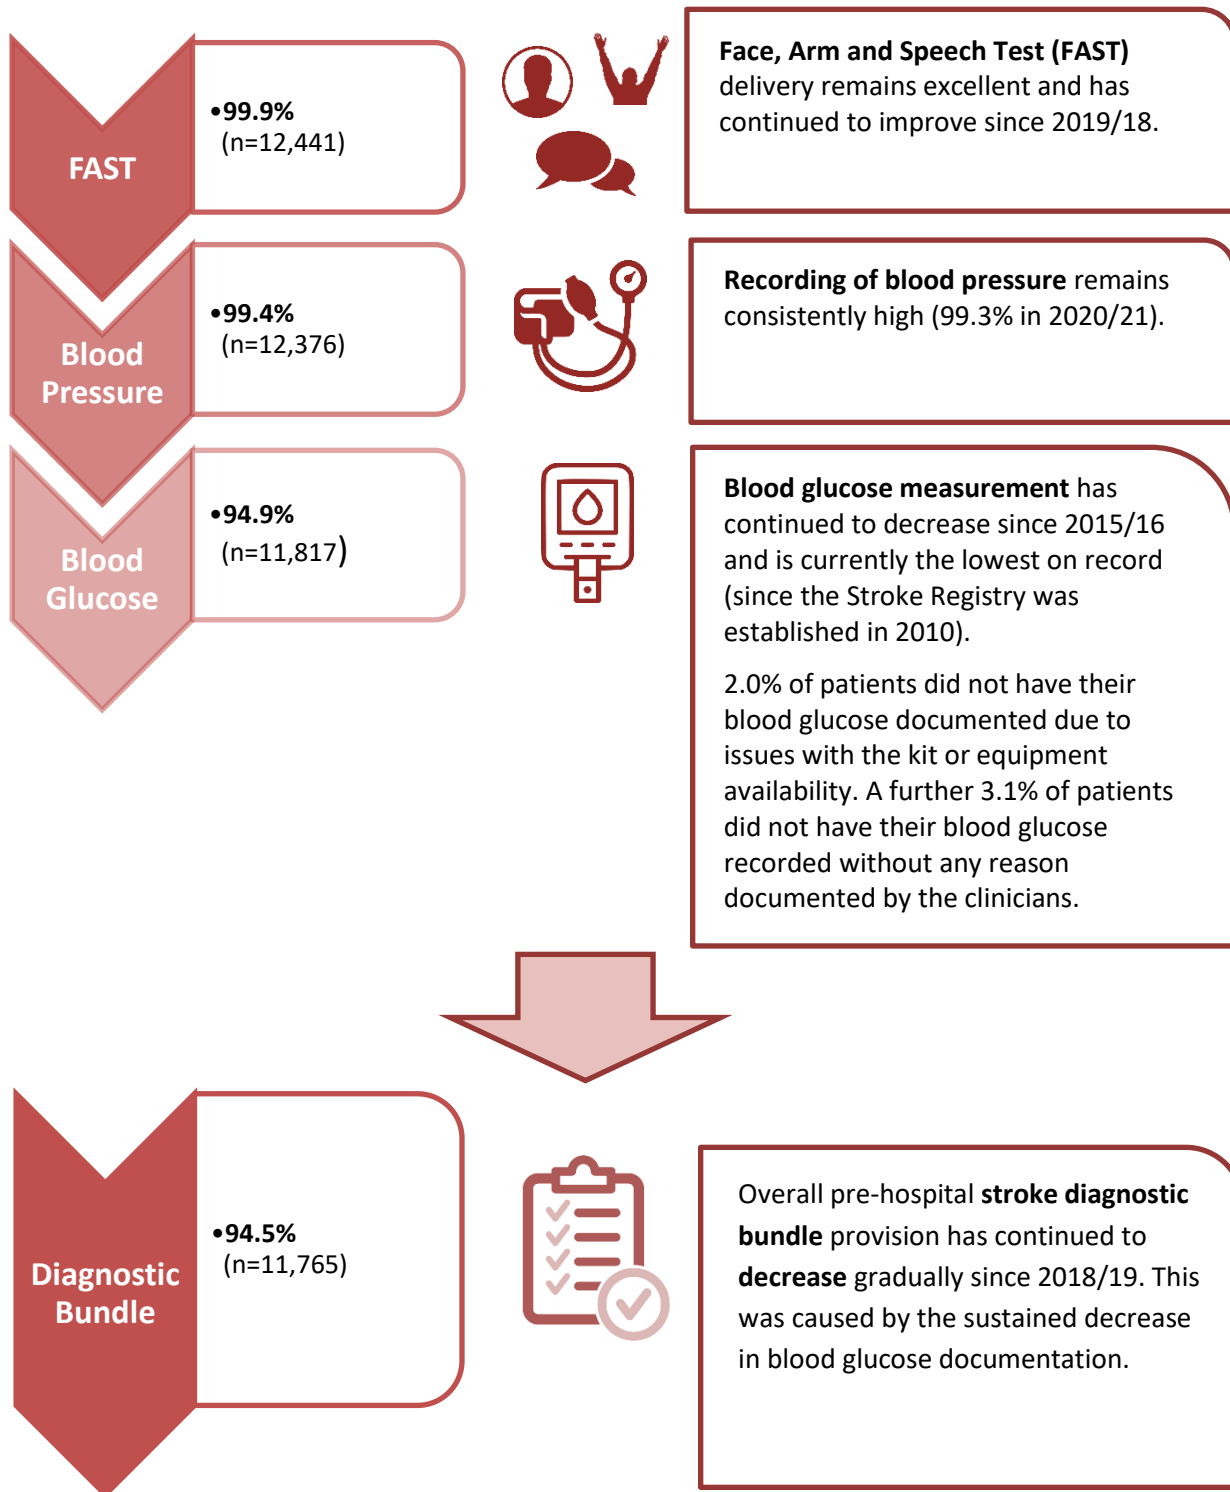 FAST
•99.9%
(n=12,441)
Face, Arm and Speech Test (FAST)
delivery remains excellent and has
continued to improve since 2019/18.
Blood
Pressure
•99.4%
(n=12,376)
Recording of blood pressure remains
consistently high (99.3% in 2020/21).
Blood
Glucose
•94.9%
(n=11,817)
Blood glucose measurement has
continued to decrease since 2015/16
and is currently the lowest on record
(since the Stroke Registry was
established in 2010).
2.0% of patients did not have their
blood glucose documented due to
issues with the kit or equipment
availability. A further 3.1% of patients
did not have their blood glucose
recorded without any reason
documented by the clinicians.
Diagnostic
Bundle
•94.5%
(n=11,765)
Overall pre-hospital stroke diagnostic
bundle provision has continued to
decrease gradually since 2018/19. This
was caused by the sustained decrease
in blood glucose documentation.